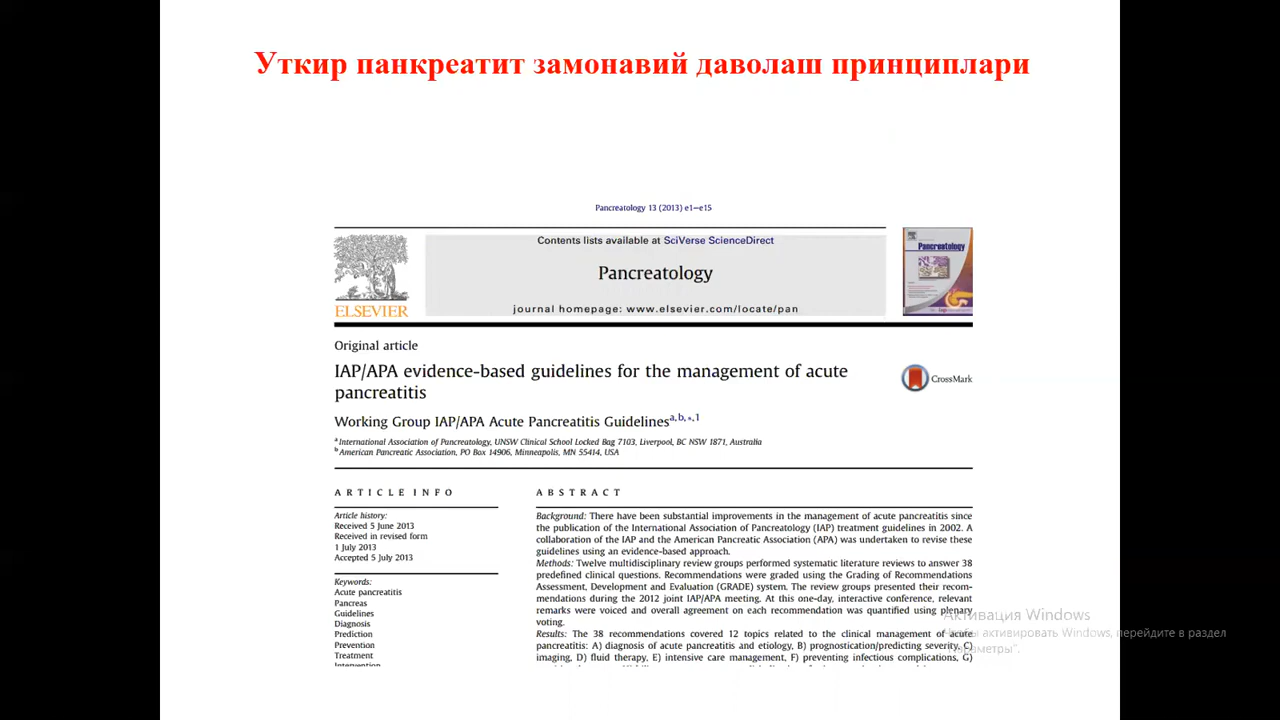 Уткир панкреатит замонавий даволаш принциплари
Pancreatology 13 (2013) e1–e15
Contents lists available at SciVerse ScienceDirect
Pancreatology
journal homepage: www.elsevier.com/locate/pan
ELSEVIER
Pancreatology
Original article
IAP/APA evidence-based guidelines for the management of acute
pancreatitis
CrossMark
Working Group IAP/APA Acute Pancreatitis Guidelines a,b,*,1
a International Association of Pancreatology, UNSW Clinical School Locked Bag 7103, Liverpool, BC NSW 1871, Australia
b American Pancreatic Association, PO Box 14906, Minneapolis, MN 55414, USA
ARTICLE INFO
Article history:
Received 5 June 2013
Received in revised form
1 July 2013
Accepted 5 July 2013
Keywords:
Acute pancreatitis
Pancreas
Guidelines
Diagnosis
Prediction
Prevention
Treatment
Intervention
ABSTRACT
Background: There have been substantial improvements in the management of acute pancreatitis since
the publication of the International Association of Pancreatology (IAP) treatment guidelines in 2002. A
collaboration of the IAP and the American Pancreatic Association (APA) was undertaken to revise these
guidelines using an evidence-based approach.
Methods: Twelve multidisciplinary review groups performed systematic literature reviews to answer 38
predefined clinical questions. Recommendations were graded using the Grading of Recommendations
Assessment, Development and Evaluation (GRADE) system. The review groups presented their recom-
mendations during the 2012 joint IAP/APA meeting. At this one-day, interactive conference, relevant
remarks were voiced and overall agreement on each recommendation was quantified using plenary
voting.
Results: The 38 recommendations covered 12 topics related to the clinical management of acute
pancreatitis: A) diagnosis of acute pancreatitis and etiology, B) prognostication/predicting severity, C)
imaging, D) fluid therapy, E) intensive care management, F) preventing infectious complications, G)
Активация Windows
Чтобы активировать Windows, перейдите в раздел
"Параметры".